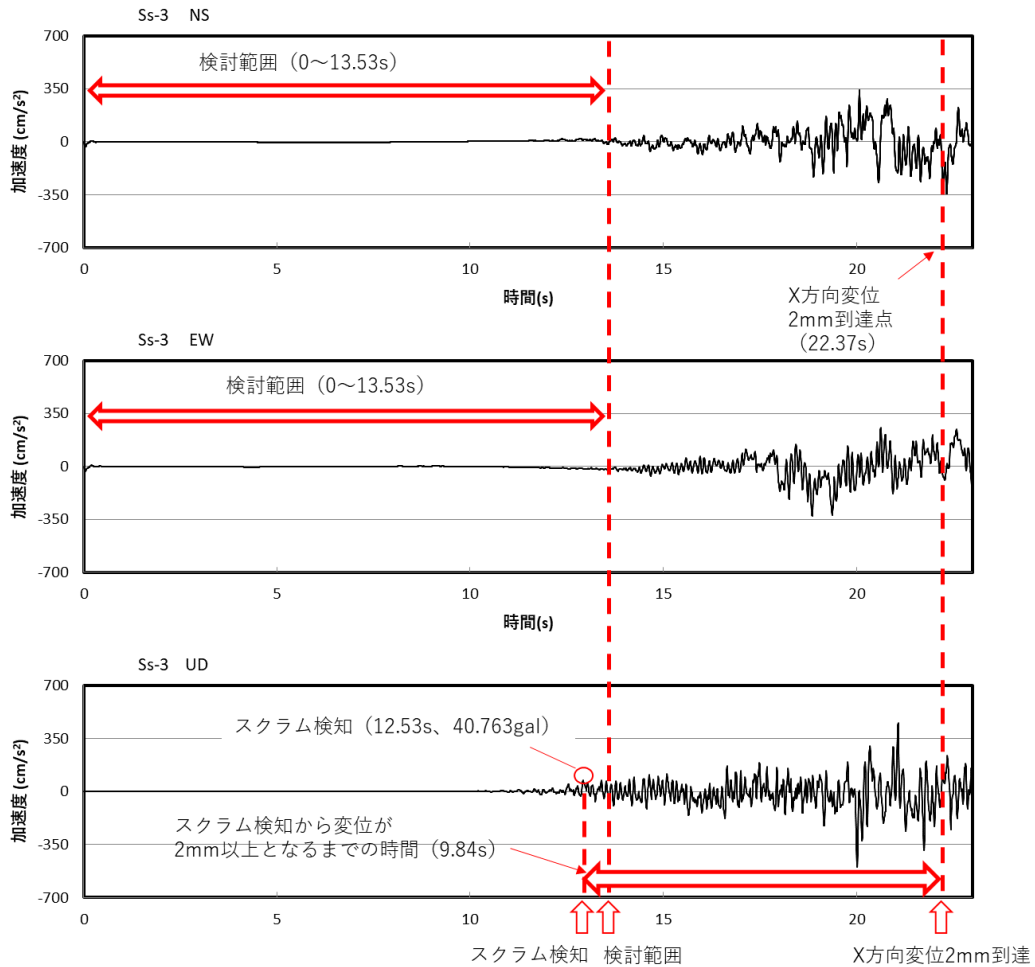 Ss-3 NS
700
350
0
-350
-700
加速度 (cm/s²)
検討範囲（0～13.53s）
0
5
10
15
20
時間(s)
X方向変位
2mm到達点
（22.37s）
Ss-3 EW
700
350
0
-350
-700
加速度 (cm/s²)
検討範囲（0～13.53s）
0
5
10
15
20
時間(s)
Ss-3 UD
700
350
0
-350
-700
加速度 (cm/s²)
スクラム検知（12.53s、40.763gal）
スクラム検知から変位が
2mm以上となるまでの時間（9.84s）
0
5
10
15
20
スクラム検知
検討範囲
X方向変位2mm到達